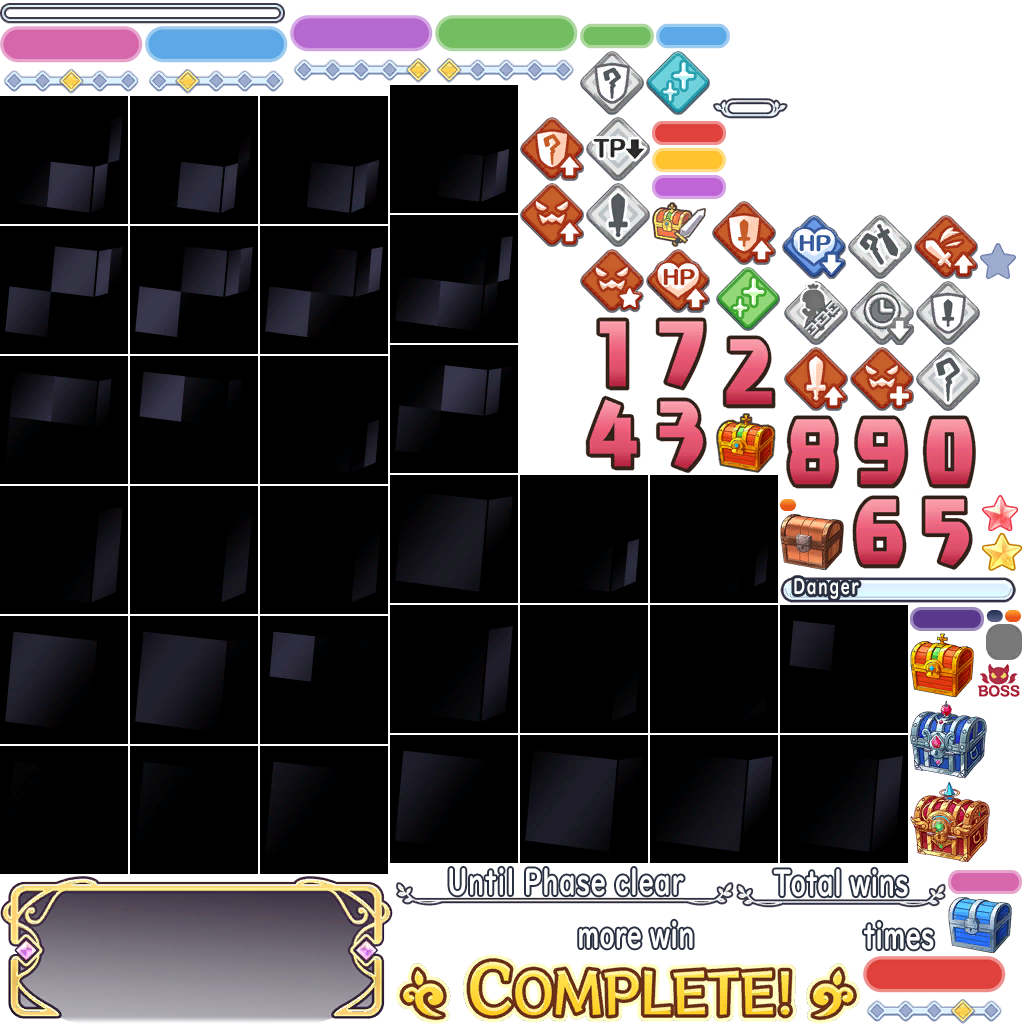 TP
HP
HP
1 7 2
4 3
8 9 0
6 5
Danger
BOSS
Until Phase clear
Total wins
more win
times
COMPLETE!